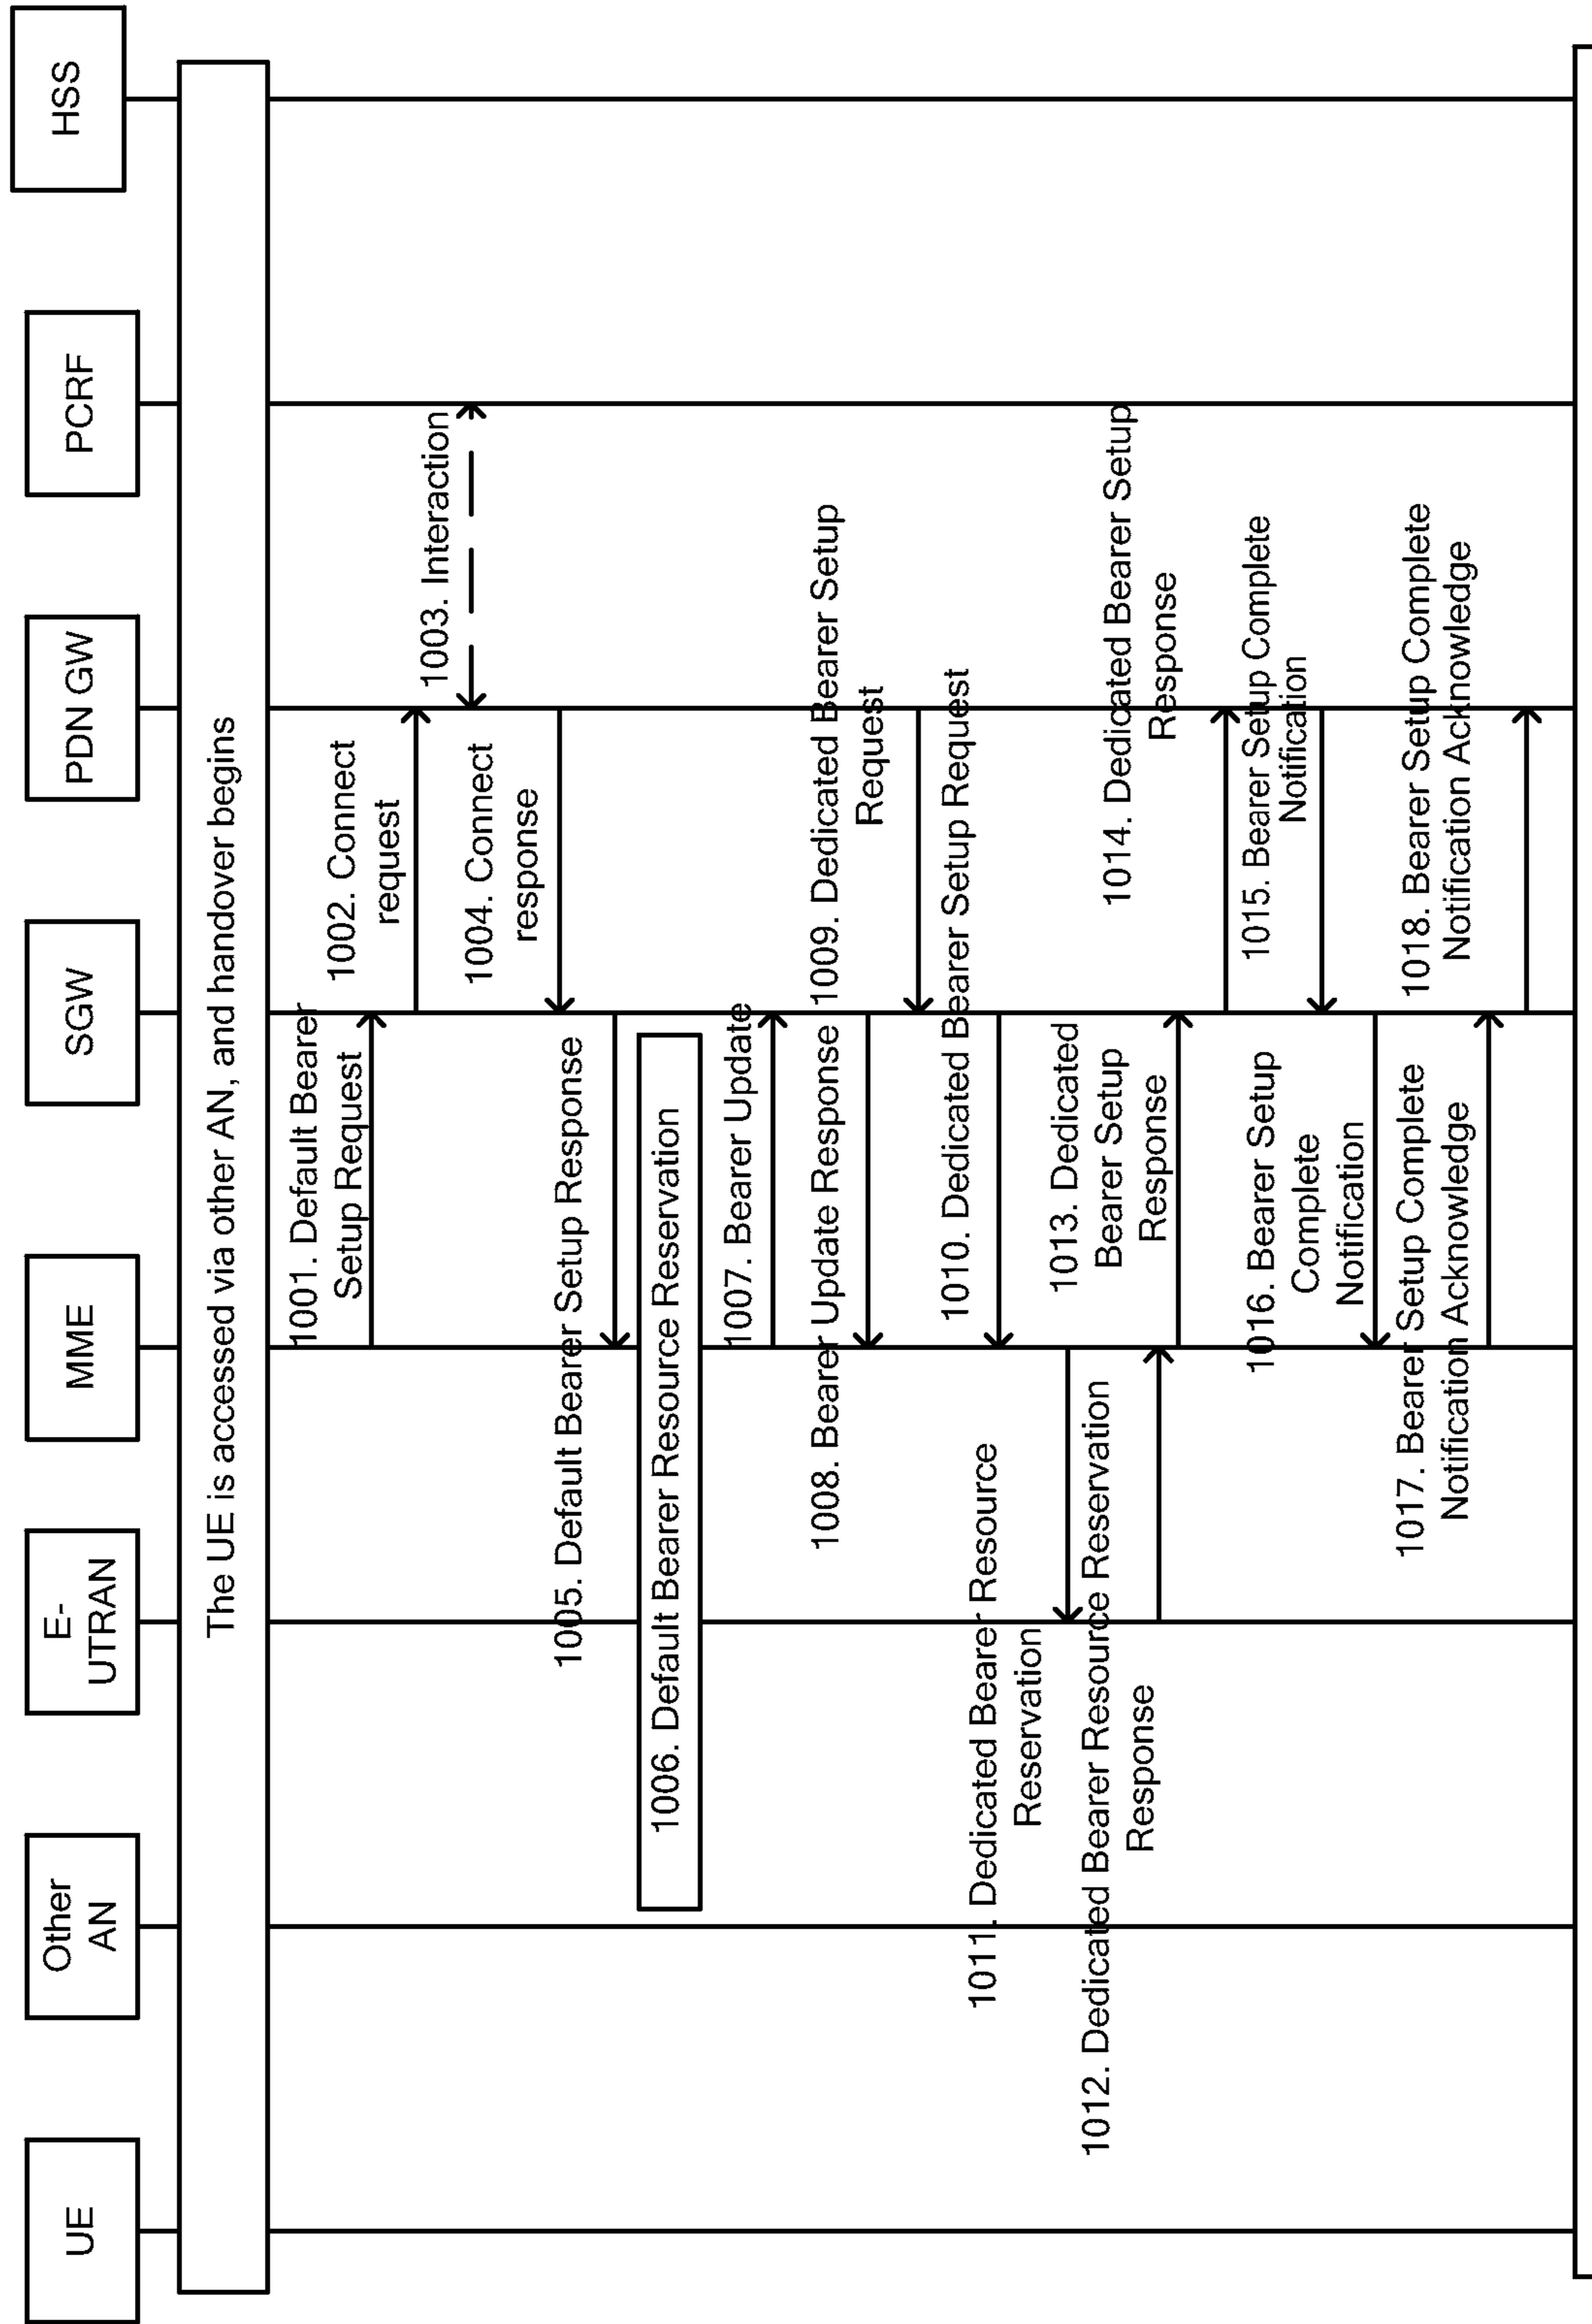 UE
Other
AN
E-
UTRAN
MME
SGW
PDN GW
PCRF
HSS
The UE is accessed via other AN, and handover begins
1001. Default Bearer
Setup Request
1002. Connect
request
1003. Interaction
1004. Connect
response
1005. Default Bearer Setup Response
1006. Default Bearer Resource Reservation
1007. Bearer Update
1008. Bearer Update Response
1009. Dedicated Bearer Setup
Request
1010. Dedicated Bearer Setup Request
1011. Dedicated Bearer Resource
Reservation
1012. Dedicated Bearer Resource Reservation
Response
1013. Dedicated
Bearer Setup
Response
1014. Dedicated Bearer Setup
Response
1015. Bearer Setup Complete
Notification
1016. Bearer Setup
Complete
Notification
1017. Bearer Setup Complete
Notification Acknowledge
1018. Bearer Setup Complete
Notification Acknowledge